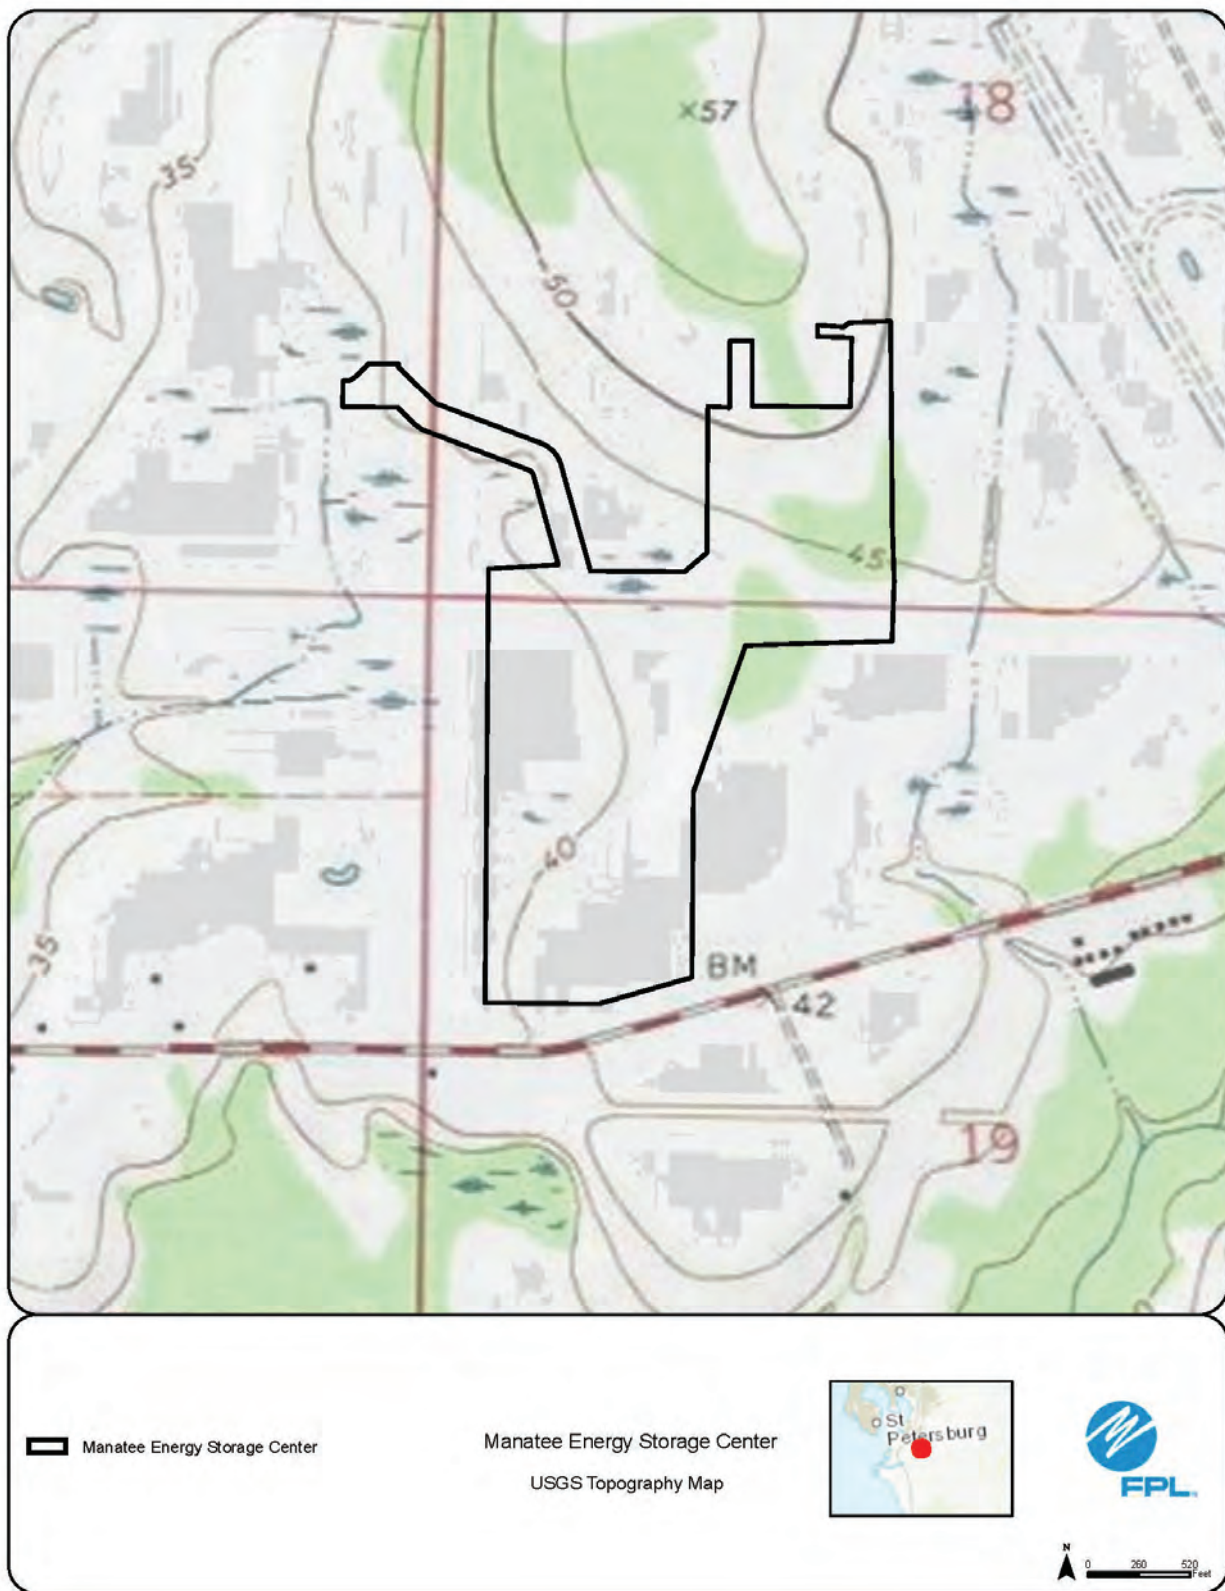 18
×57
35
50
45
40
35
BM
42
19
Manatee Energy Storage Center
Manatee Energy Storage Center
USGS Topography Map
St
Petersburg
FPL
N
0 260 520
Feet